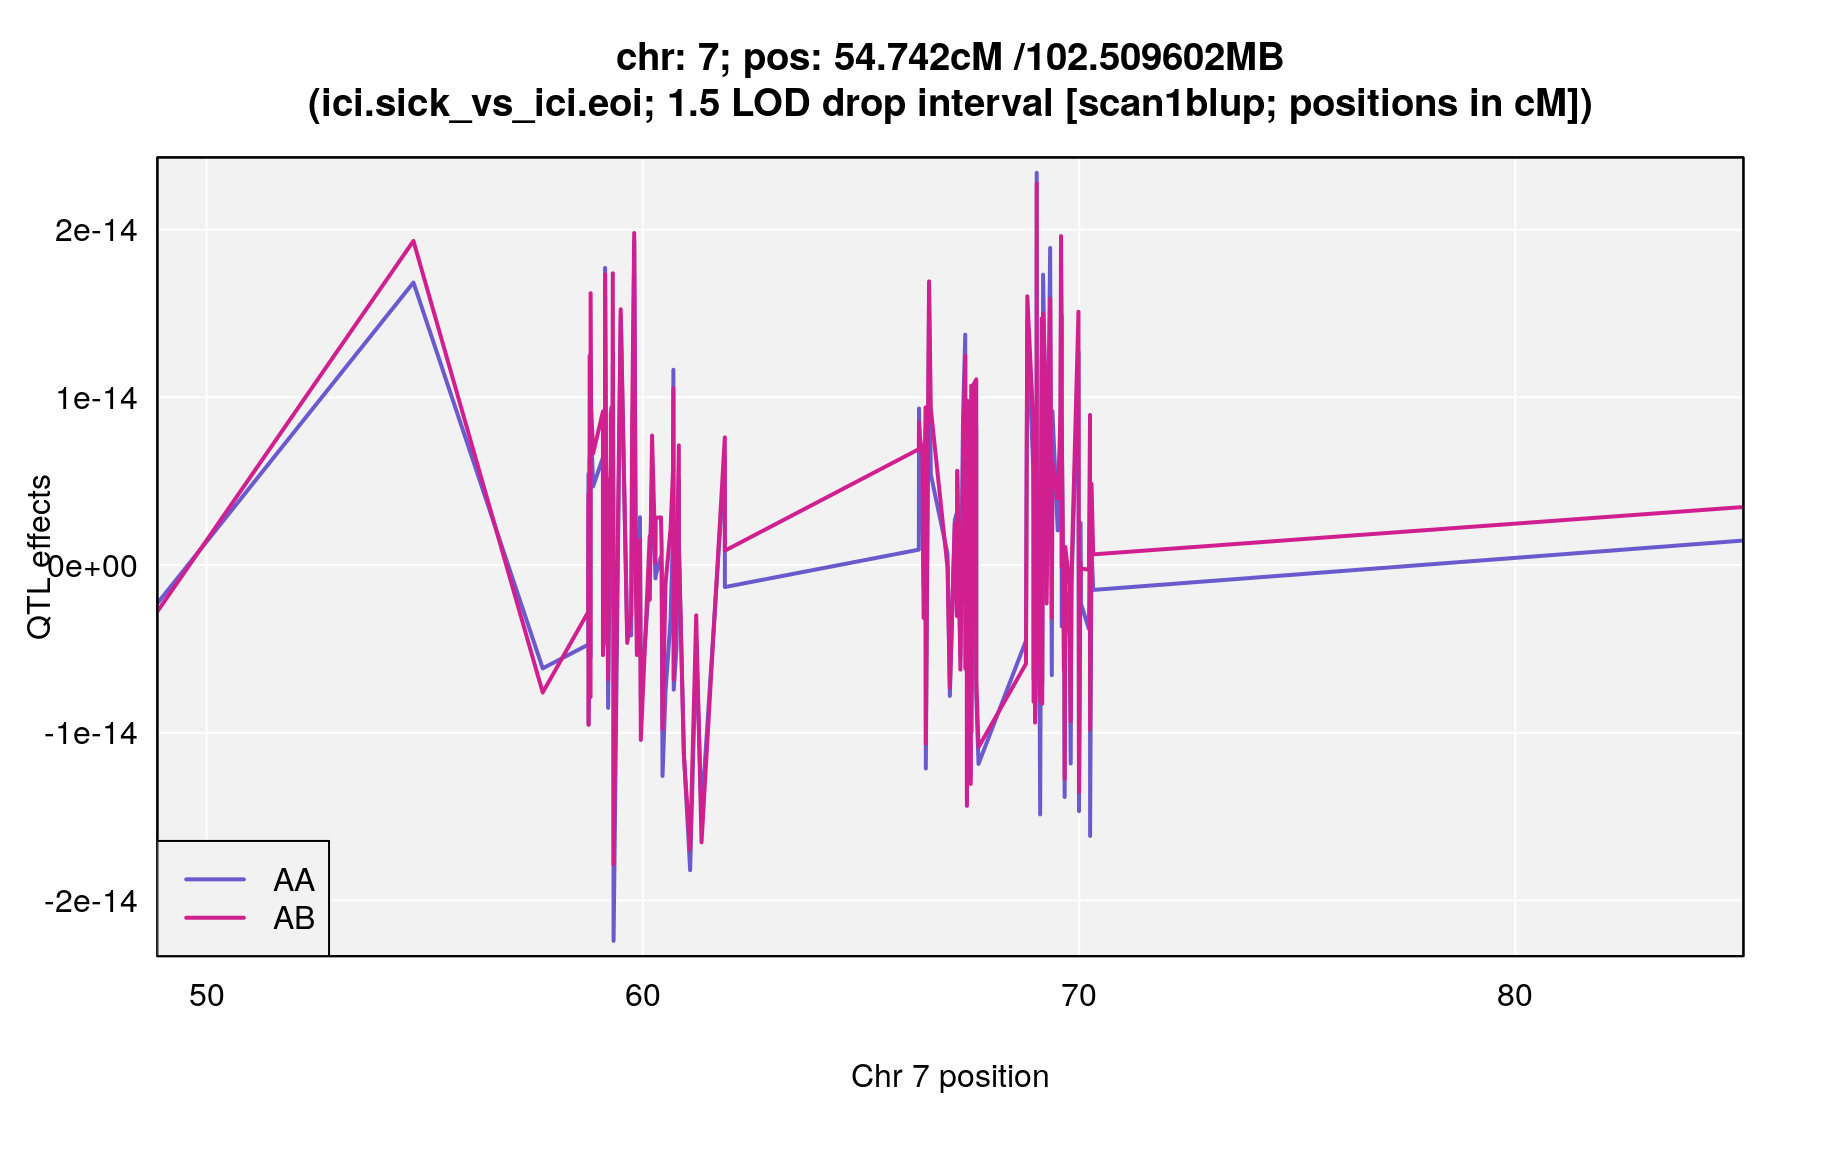 chr: 7; pos: 54.742cM /102.509602MB
(ici.sick_vs_ici.eoi; 1.5 LOD drop interval [scan1blup; positions in cM])
QTL effects
2e-14
1e-14
0e+00
-1e-14
-2e-14
AA
AB
50
60
70
80
Chr 7 position